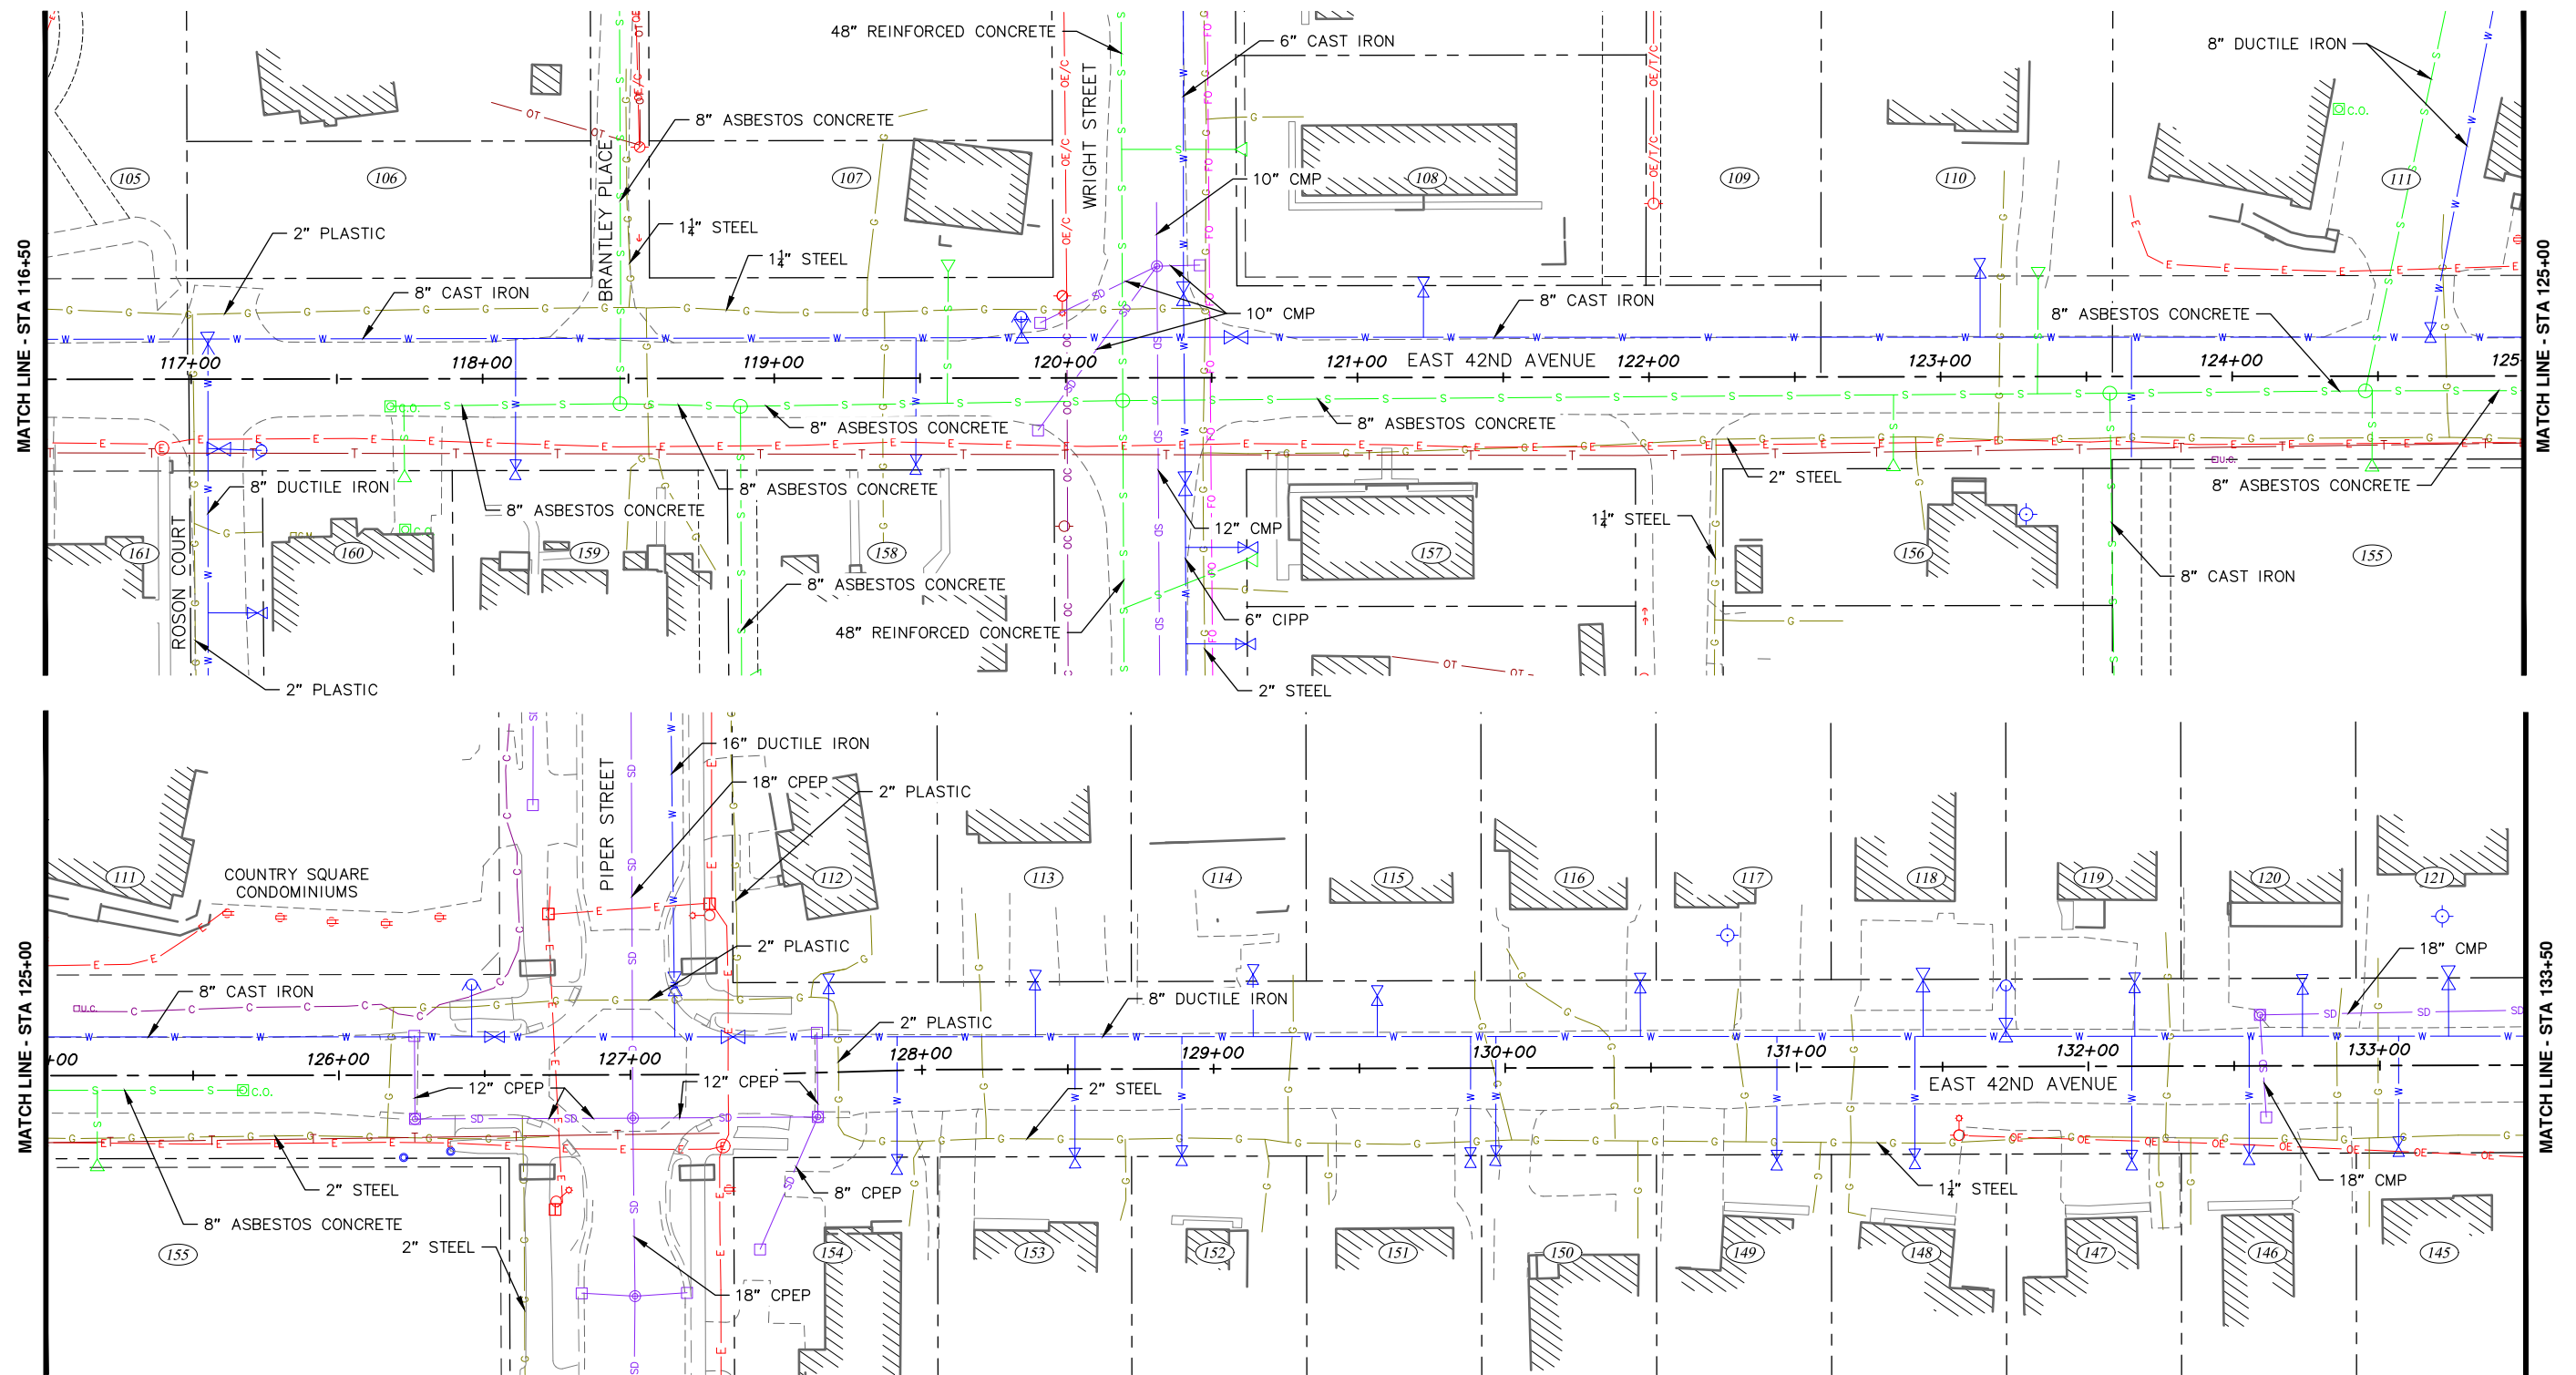 48" REINFORCED CONCRETE
6" CAST IRON
8" DUCTILE IRON
WRIGHT STREET
8" ASBESTOS CONCRETE
C.O.
BRANTLEY PLACE
105
106
107
10" CMP
108
109
110
111
2" PLASTIC
1¼" STEEL
1¼" STEEL
8" CAST IRON
10" CMP
8" CAST IRON
8" ASBESTOS CONCRETE
MATCH LINE - STA 116+50
MATCH LINE - STA 125+00
117+00
118+00
119+00
120+00
121+00
EAST 42ND AVENUE
122+00
123+00
124+00
125
C.O.
8" ASBESTOS CONCRETE
8" ASBESTOS CONCRETE
8" DUCTILE IRON
8" ASBESTOS CONCRETE
8" ASBESTOS CONCRETE
2" STEEL
U.C.
8" ASBESTOS CONCRETE
12" CMP
1¼" STEEL
ROSON COURT
161
160
159
158
157
156
155
8" ASBESTOS CONCRETE
8" CAST IRON
48" REINFORCED CONCRETE
6" CIPP
2" PLASTIC
2" STEEL
16" DUCTILE IRON
18" CPEP
2" PLASTIC
PIPER STREET
COUNTRY SQUARE
CONDOMINIUMS
111
112
113
114
115
116
117
118
119
120
121
2" PLASTIC
18" CMP
8" CAST IRON
U.C.
8" DUCTILE IRON
2" PLASTIC
MATCH LINE - STA 125+00
MATCH LINE - STA 133+50
+00
126+00
127+00
128+00
129+00
130+00
131+00
132+00
133+00
12" CPEP
12" CPEP
2" STEEL
EAST 42ND AVENUE
C.O.
2" STEEL
8" CPEP
1¼" STEEL
18" CMP
8" ASBESTOS CONCRETE
2" STEEL
155
154
153
152
151
150
149
148
147
146
145
18" CPEP